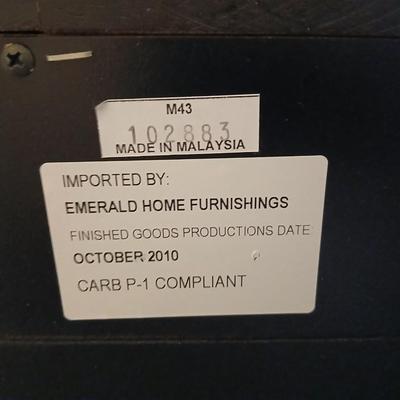 M43
102883
MADE IN MALAYSIA
IMPORTED BY:
EMERALD HOME FURNISHINGS
FINISHED GOODS PRODUCTIONS DATE:
OCTOBER 2010
CARB P-1 COMPLIANT